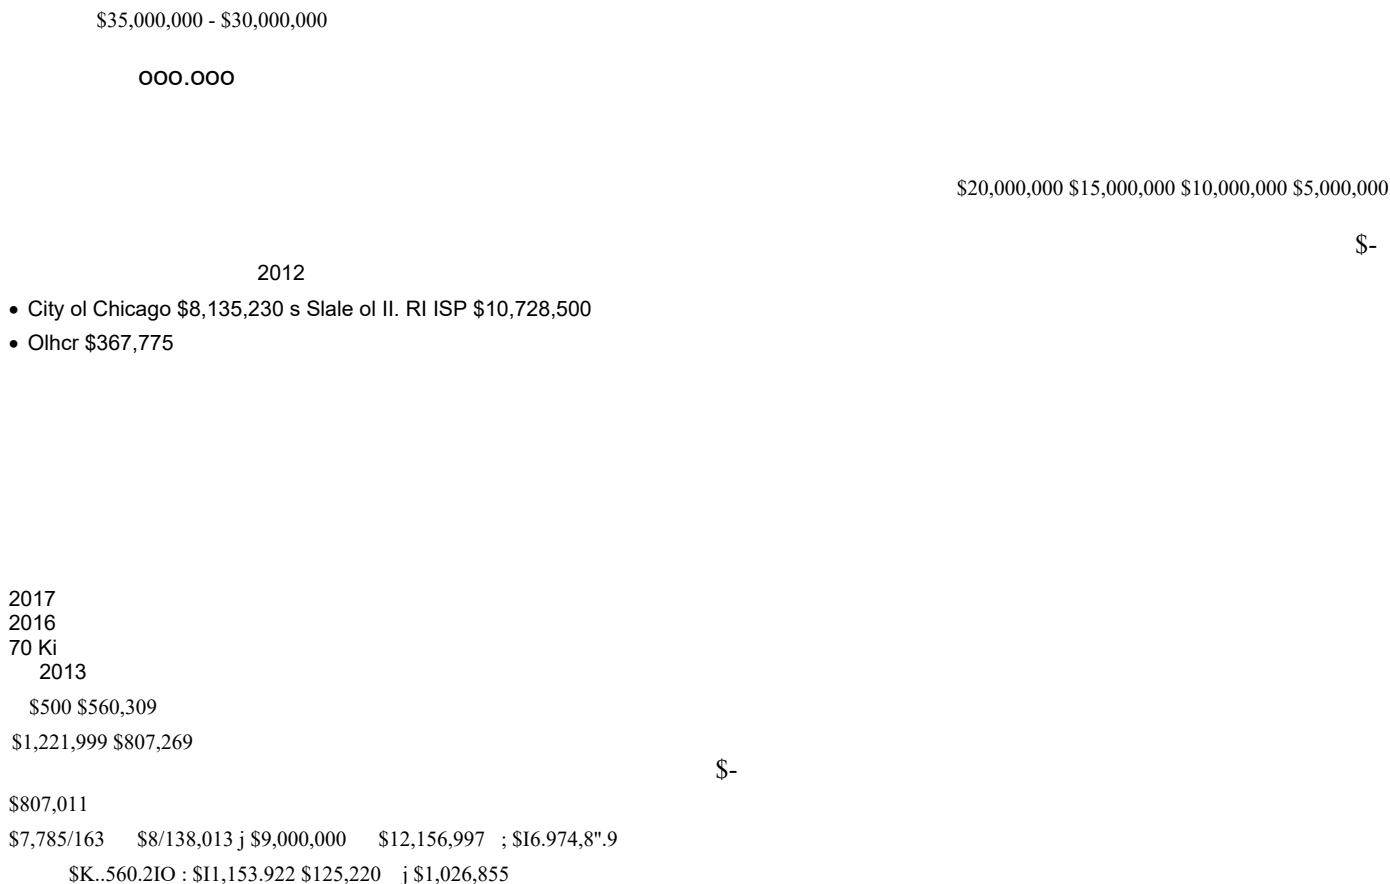 $35,000,000 - $30,000,000
ooo.ooo
$20,000,000 $15,000,000 $10,000,000 $5,000,000
$-
2012
• City ol Chicago $8,135,230 s Slale ol II. RI ISP $10,728,500
• Olhcr $367,775
2017
2016
70 Ki
2013
$500 $560,309
$1,221,999 $807,269
$-
$807,011
$7,785/163 $8/138,013 j $9,000,000 $12,156,997 ; $I6.974,8".9
$K..560.2IO : $I1,153.922 $125,220 j $1,026,855